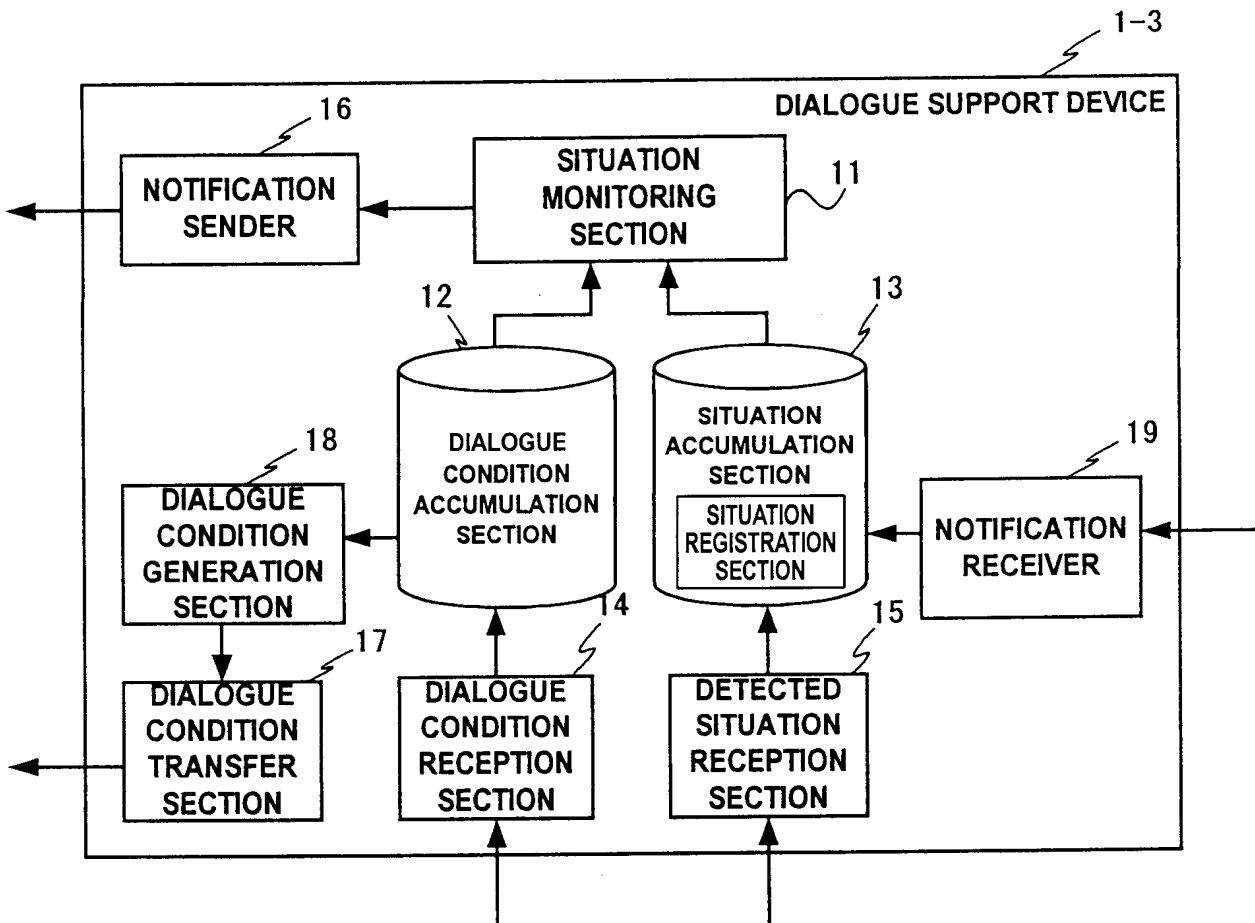 1-3
DIALOGUE SUPPORT DEVICE
16
NOTIFICATION
SENDER
SITUATION
MONITORING
SECTION
11
12
13
DIALOGUE
CONDITION
ACCUMULATION
SECTION
SITUATION
ACCUMULATION
SECTION
SITUATION
REGISTRATION
SECTION
18
DIALOGUE
CONDITION
GENERATION
SECTION
19
NOTIFICATION
RECEIVER
17
DIALOGUE
CONDITION
TRANSFER
SECTION
14
DIALOGUE
CONDITION
RECEPTION
SECTION
15
DETECTED
SITUATION
RECEPTION
SECTION